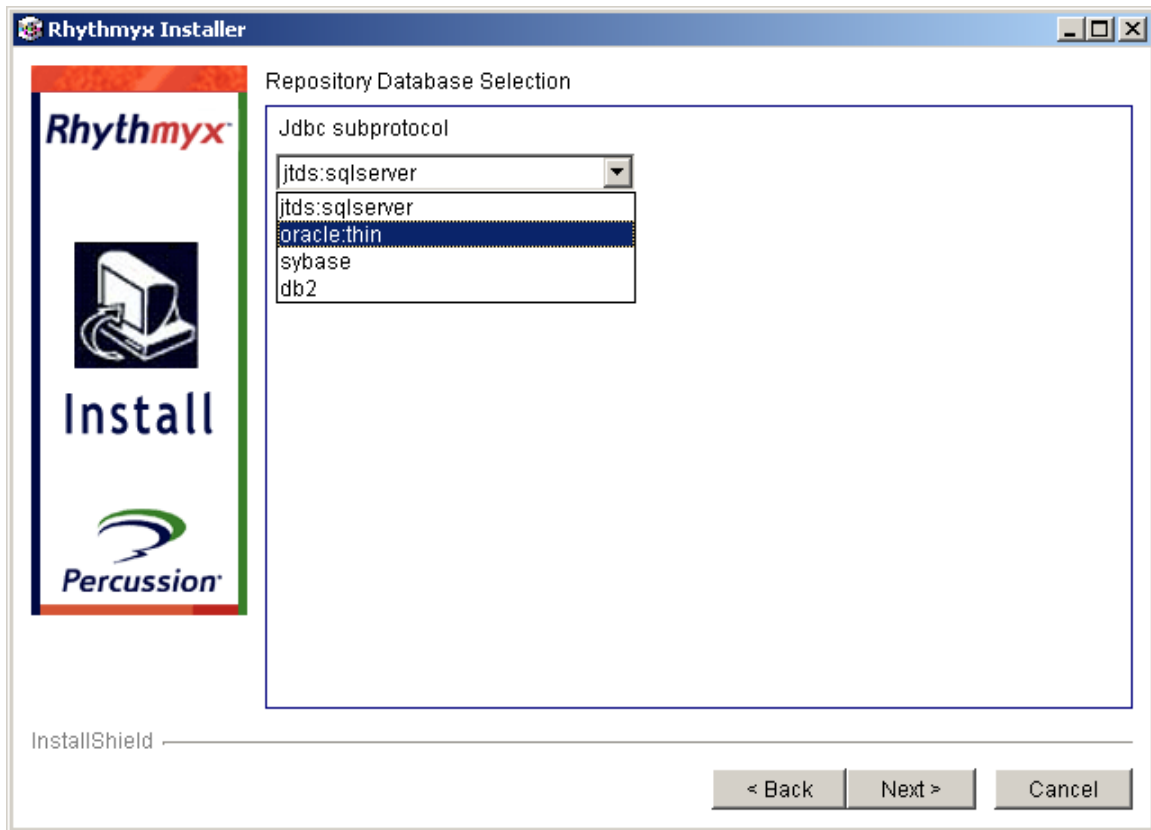 Rhythmyx Installer
Repository Database Selection
Rhythmyx
Jdbc subprotocol
jtds:sqlserver
jtds:sqlserver
oracle:thin
sybase
db2
Install
Percussion
InstallShield
< Back
Next >
Cancel